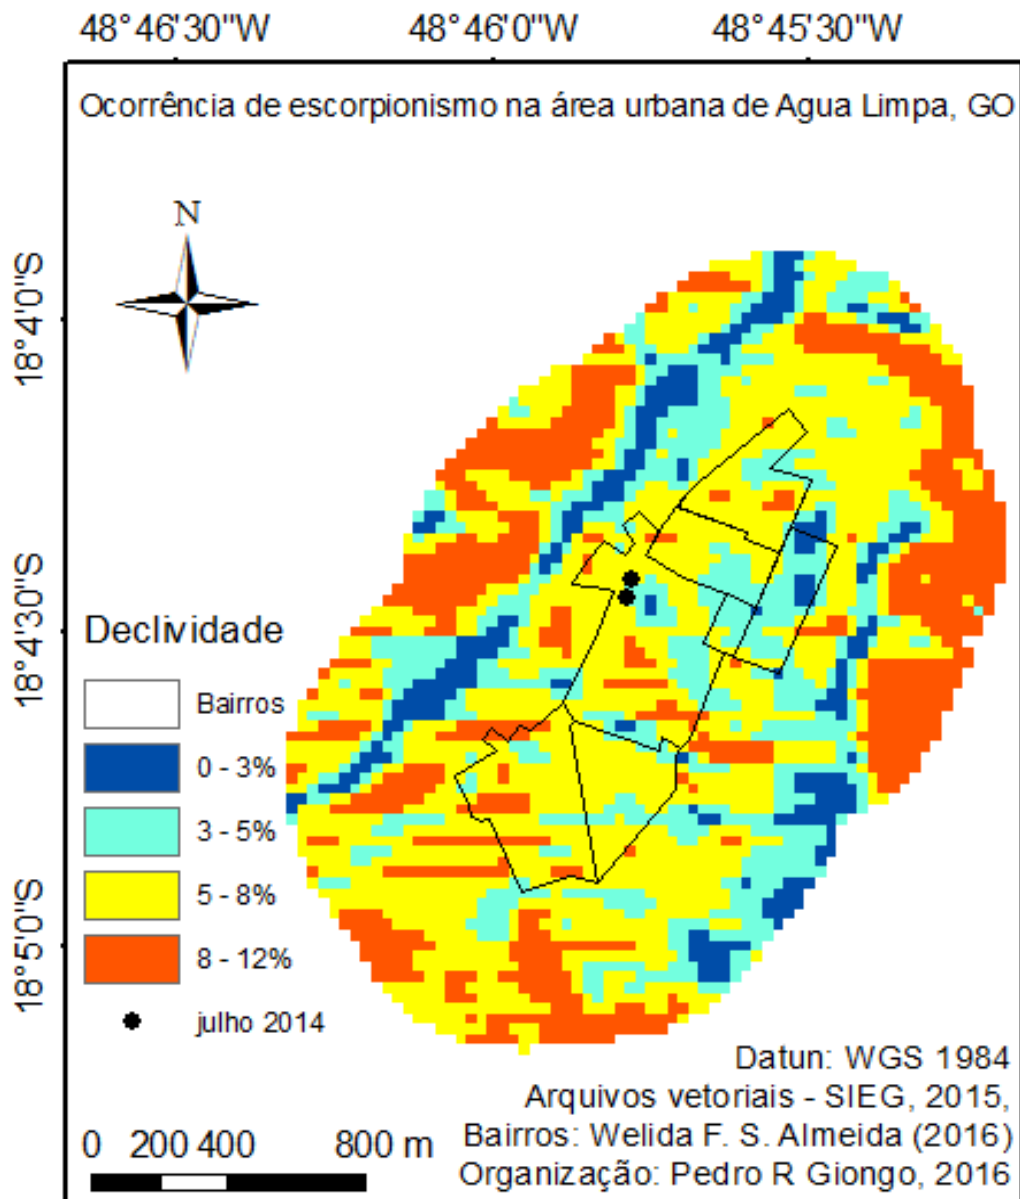 48°46'30"W 48°46'0"W 48°45'30"W
Ocorrência de escorpionismo na área urbana de Agua Limpa, GO
N
18°4'0"S
18°4'30"S
18°5'0"S
Declividade
Bairros
0 - 3%
3 - 5%
5 - 8%
8 - 12%
julho 2014
0 200 400 800 m
Datun: WGS 1984
Arquivos vetoriais - SIEG, 2015,
Bairros: Welida F. S. Almeida (2016)
Organização: Pedro R Giongo, 2016